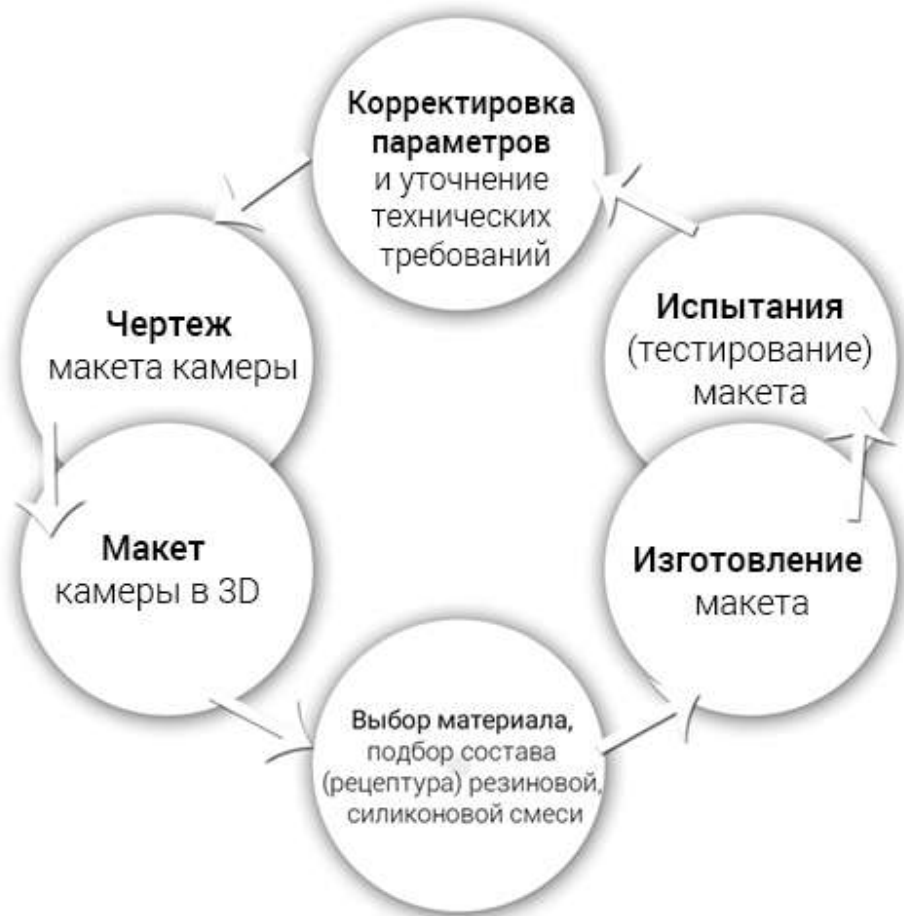 Корректировка
параметров
и уточнение
технических
требований
Чертеж
макета камеры
Испытания
(тестирование)
макета
Макет
камеры в 3D
Изготовление
макета
Выбор материала,
подбор состава
(рецептура) резиновой,
силиконовой смеси